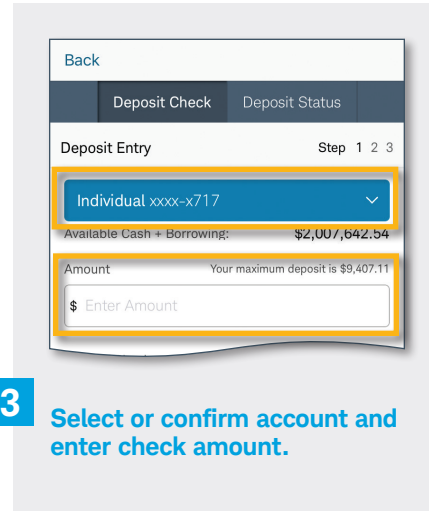 Back
Deposit Check Deposit Status
Deposit Entry Step 1 2 3
Individual xxxx-x717
Available Cash + Borrowing: $2,007,642.54
Amount Your maximum deposit is $9,407.11
$ Enter Amount
3
Select or confirm account and
enter check amount.